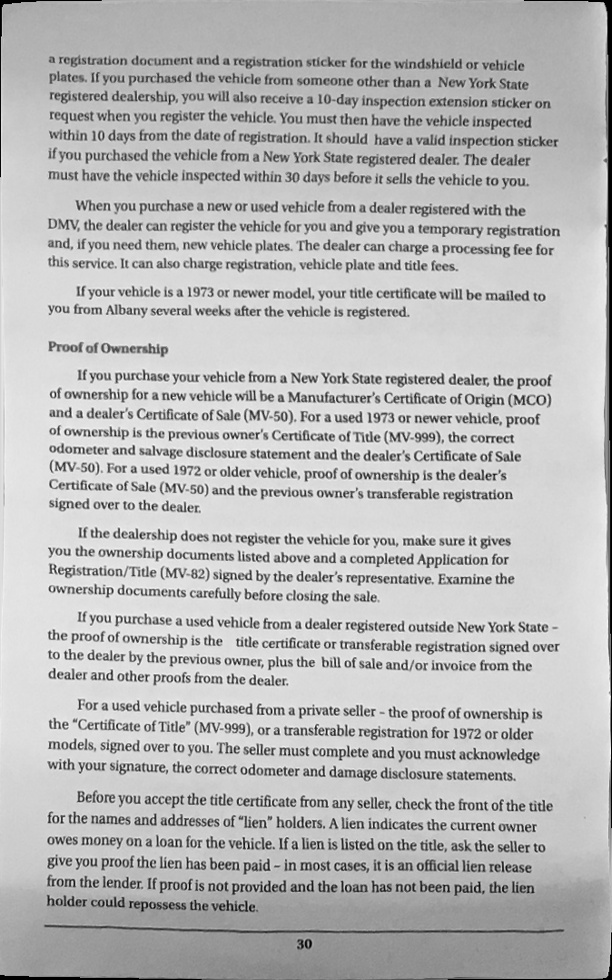 a registration document and a registration sticker for the windshield or vehicle
plates. If you purchased the vehicle from someone other than a New York State
registered dealership, you will also receive a 10-day inspection extension sticker on
request when you register the vehicle. You must then have the vehicle inspected
within 10 days from the date of registration. It should have a valid inspection sticker
if you purchased the vehicle from a New York State registered dealer. The dealer
must have the vehicle inspected within 30 days before it sells the vehicle to you.
When you purchase a new or used vehicle from a dealer registered with the
DMV, the dealer can register the vehicle for you and give you a temporary registration
and, if you need them, new vehicle plates. The dealer can charge a processing fee for
this service. It can also charge registration, vehicle plate and title fees.
If your vehicle is a 1973 or newer model, your title certificate will be mailed to
you from Albany several weeks after the vehicle is registered.
Proof of Ownership
If you purchase your vehicle from a New York State registered dealer, the proof
of ownership for a new vehicle will be a Manufacturer's Certificate of Origin (MCO)
and a dealer's Certificate of Sale (MV-50). For a used 1973 or newer vehicle, proof
of ownership is the previous owner's Certificate of Title (MV-999), the correct
odometer and salvage disclosure statement and the dealer's Certificate of Sale
(MV-50). For a used 1972 or older vehicle, proof of ownership is the dealer's
Certificate of Sale (MV-50) and the previous owner's transferable registration
signed over to the dealer.
If the dealership does not register the vehicle for you, make sure it gives
you the ownership documents listed above and a completed Application for
Registration/Title (MV-82) signed by the dealer's representative. Examine the
ownership documents carefully before closing the sale.
If you purchase a used vehicle from a dealer registered outside New York State –
the proof of ownership is the title certificate or transferable registration signed over
to the dealer by the previous owner, plus the bill of sale and/or invoice from the
dealer and other proofs from the dealer.
For a used vehicle purchased from a private seller – the proof of ownership is
the "Certificate of Title" (MV-999), or a transferable registration for 1972 or older
models, signed over to you. The seller must complete and you must acknowledge
with your signature, the correct odometer and damage disclosure statements.
Before you accept the title certificate from any seller, check the front of the title
for the names and addresses of "lien" holders. A lien indicates the current owner
owes money on a loan for the vehicle. If a lien is listed on the title, ask the seller to
give you proof the lien has been paid – in most cases, it is an official lien release
from the lender. If proof is not provided and the loan has not been paid, the lien
holder could repossess the vehicle.
30